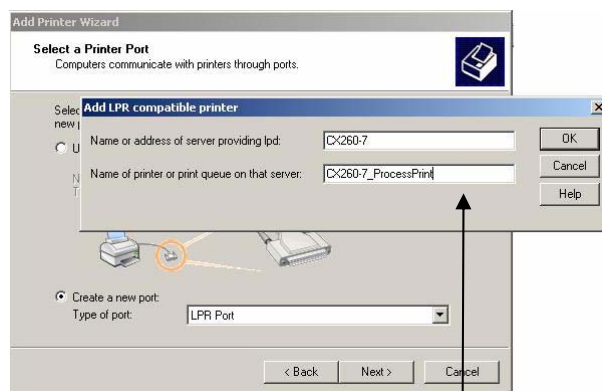 Add Printer Wizard
Select a Printer Port
Computers communicate with printers through ports.
Add LPR compatible printer
Name or address of server providing lpd:
CX260-7
OK
Name of printer or print queue on that server:
CX260-7_ProcessPrint
Cancel
Help
Create a new port:
Type of port:
LPR Port
< Back
Next >
Cancel